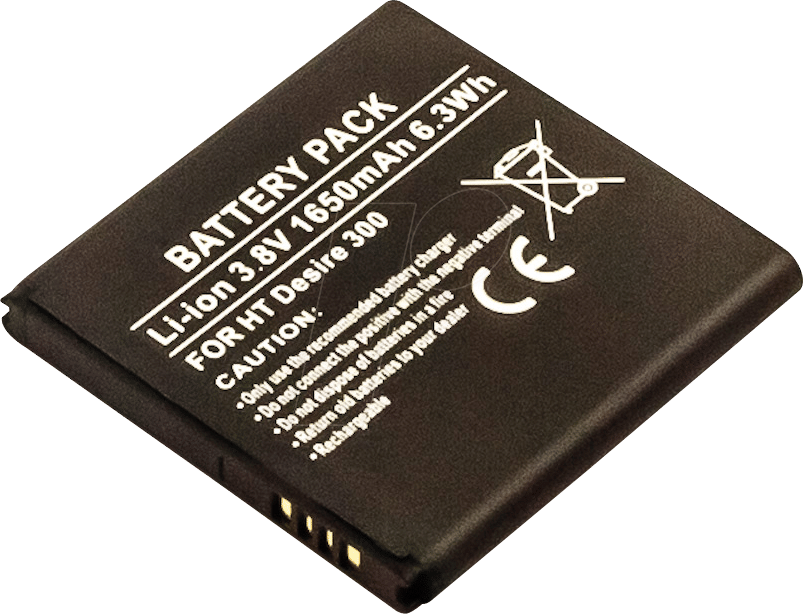 BATTERY PACK
Li-ion 3.8V 1650mAh 6.3Wh
FOR HT Desire 300
CAUTION:
• Only use the recommended battery charger
• Do not connect the positive with the negative terminal
• Do not dispose of batteries in a fire
• Return old batteries to your dealer
• Rechargeable
CE